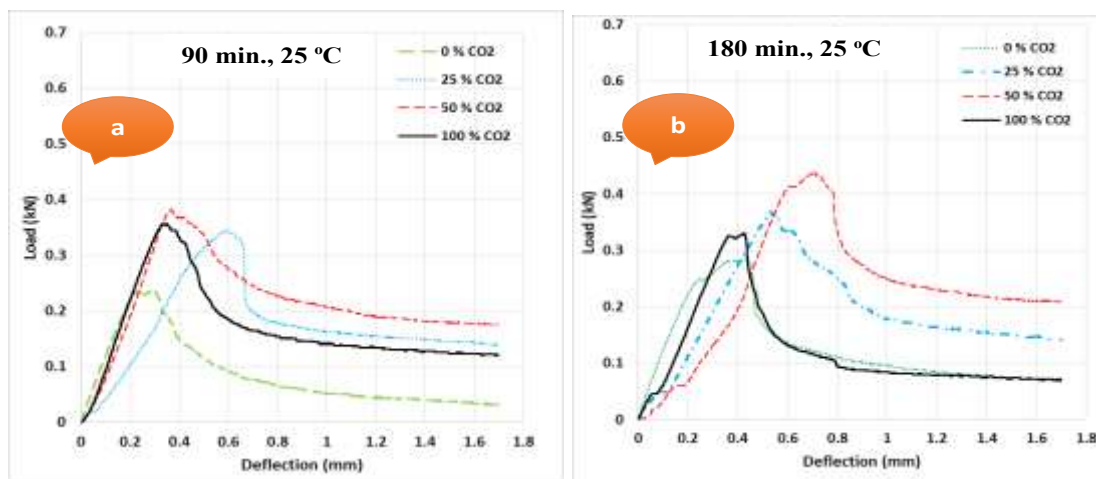 90 min., 25 ºC
0 % CO2
25 % CO2
50 % CO2
100 % CO2
a
0.7
0.6
0.5
0.4
0.3
0.2
0.1
0
Load (kN)
0 0.2 0.4 0.6 0.8 1 1.2 1.4 1.6 1.8
Deflection (mm)
180 min., 25 ºC
0 % CO2
25 % CO2
50 % CO2
100 % CO2
b
0.7
0.6
0.5
0.4
0.3
0.2
0.1
0
Load (kN)
0 0.2 0.4 0.6 0.8 1 1.2 1.4 1.6 1.8
Deflection (mm)